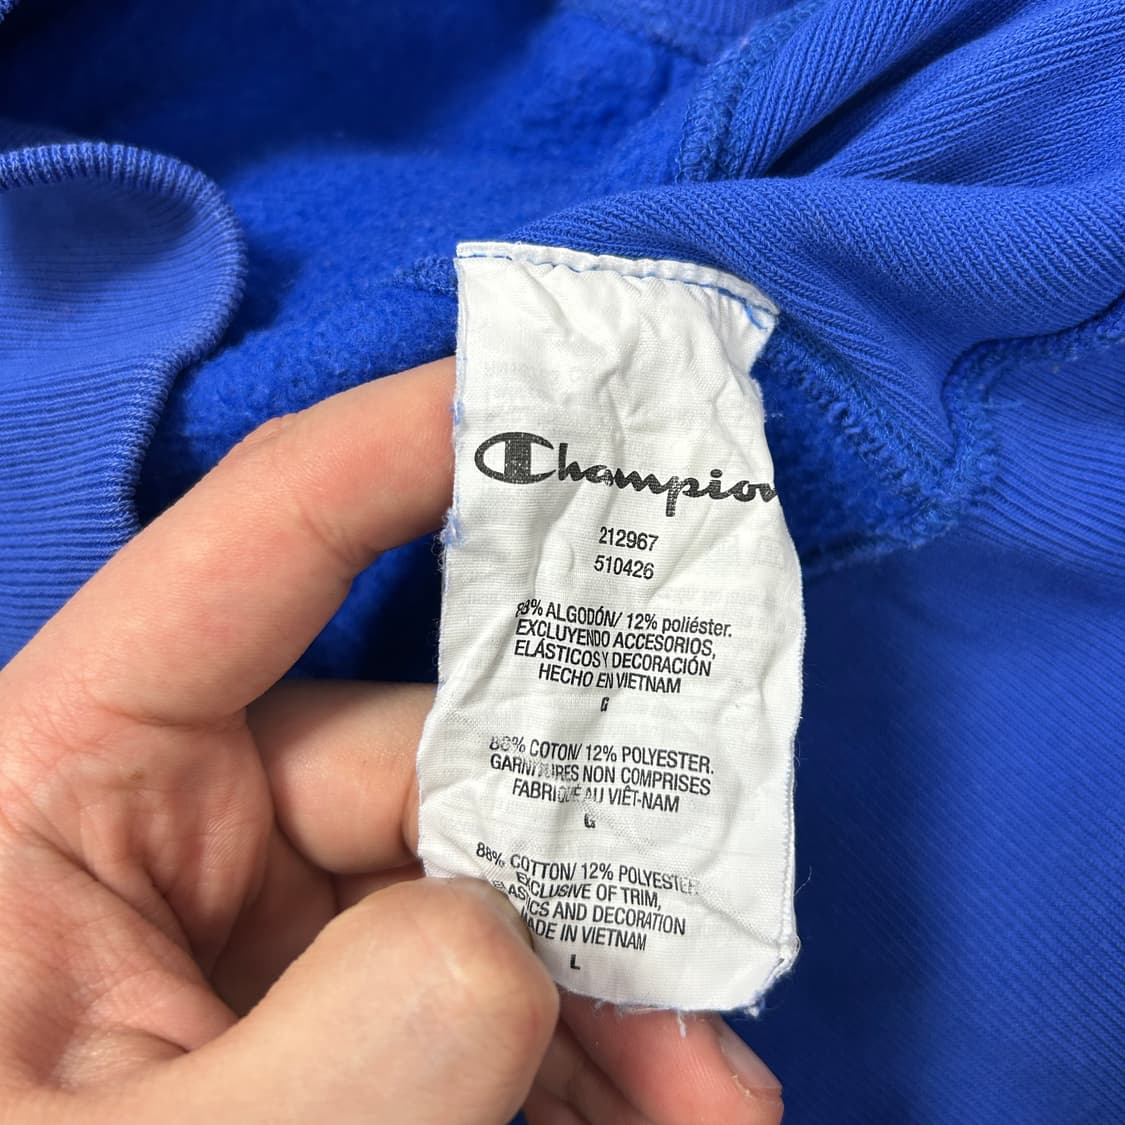 Champion
212967
510426
88% ALGODÓN/ 12% poliéster.
EXCLUYENDO ACCESORIOS,
ELÁSTICOS Y DECORACIÓN
HECHO EN VIETNAM
G
88% COTON/ 12% POLYESTER.
GARNITURES NON COMPRISES
FABRIQUÉ AU VIÊT-NAM
G
88% COTTON/ 12% POLYESTER
EXCLUSIVE OF TRIM,
ELASTICS AND DECORATION
MADE IN VIETNAM
L